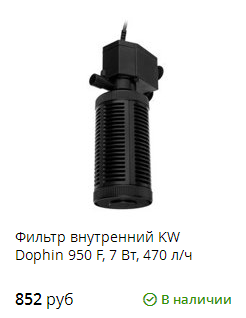 Фильтр внутренний KW
Dophin 950 F, 7 Вт, 470 л/ч
852 руб
В наличии